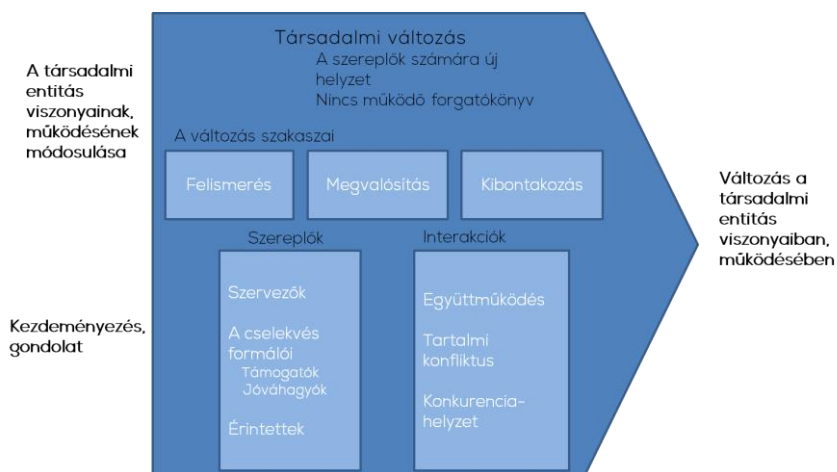 A társadalmi
entitás
viszonyainak,
működésének
módosulása
Kezdeményezés,
gondolat
Társadalmi változás
A szereplők számára új
helyzet
Nincs működő forgatókönyv
A változás szakaszai
Felismerés
Megvalósítás
Kibontakozás
Szereplők
Szervezők
A cselekvés
formálói
Támogatók
Jóváhagyók
Érintettek
Interakciók
Együttműködés
Tartalmi
konfliktus
Konkurencia-
helyzet
Változás a
társadalmi
entitás
viszonyaiban,
működésében